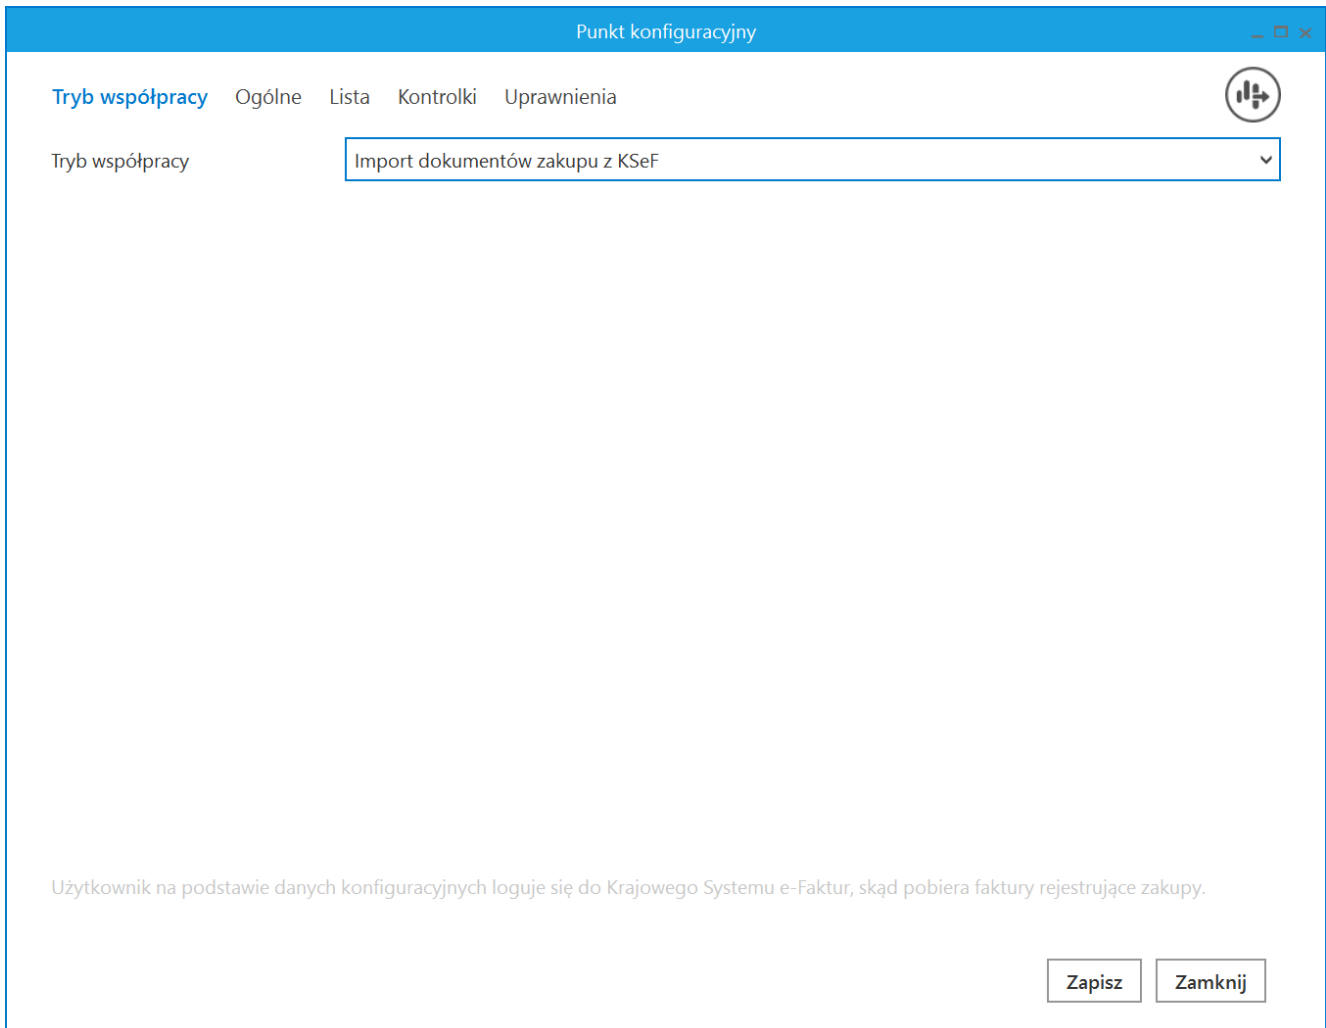 Punkt konfiguracyjny
Tryb współpracy Ogólne Lista Kontrolki Uprawnienia
Tryb współpracy Import dokumentów zakupu z KSeF
Użytkownik na podstawie danych konfiguracyjnych loguje się do Krajowego Systemu e-Faktur, skąd pobiera faktury rejestrujące zakupy.
Zapisz Zamknij